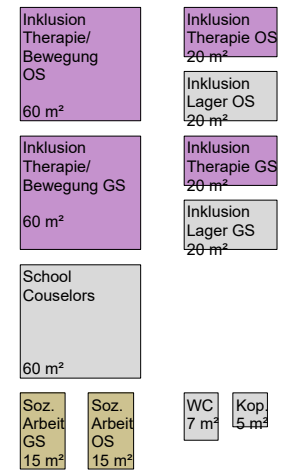 Inklusion
Therapie/
Bewegung
OS
60 m²
Inklusion
Therapie OS
20 m²
Inklusion
Lager OS
20 m²
Inklusion
Therapie/
Bewegung GS
60 m²
Inklusion
Therapie GS
20 m²
Inklusion
Lager GS
20 m²
School
Couselors
60 m²
Soz.
Arbeit
GS
15 m²
Soz.
Arbeit
OS
15 m²
WC
7 m²
Kop.
5 m²